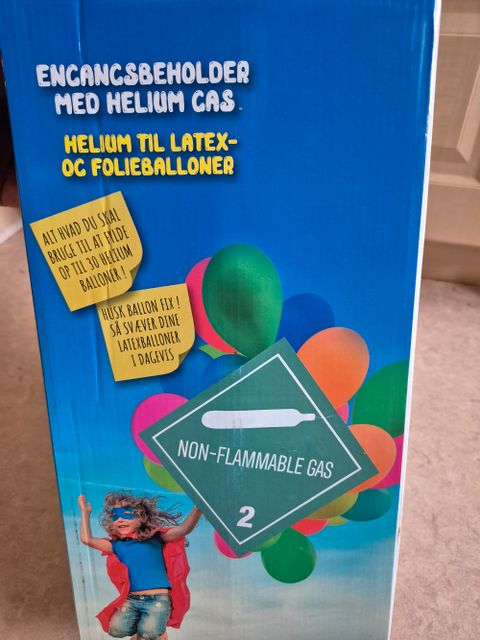 ENGANGSBEHOLDER
MED HELIUM GAS
HELIUM TIL LATEX-
OG FOLIEBALLONER
ALT HVAD DU SKAL
BRUGE TIL AT FYLDE
OP TIL 30 HELIUM
BALLONER !
HUSK BALLON FIX !
SÅ SVÆVER DINE
LATEXBALLONER
I DAGEVIS
NON-FLAMMABLE GAS
2